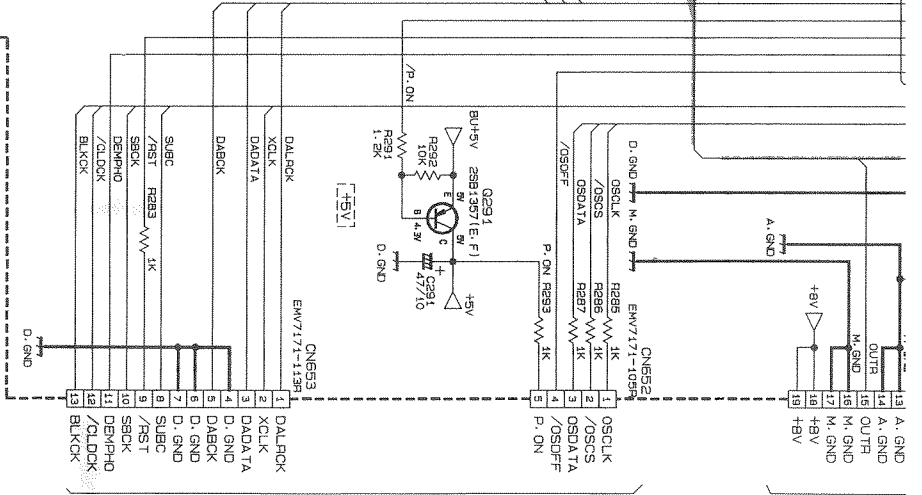 /P. ON
R291
1. 2K
R292
10K
BU+5V
Q291
2SB1357(E. F)
5V
E
B
4. 3V
C
5V
[+5V]
D. GND
+
C291
47/10
+5V
BLKCK
/CLDCK
DEMPHO
SBCK
/RST
SUBC
R283
1K
DABCK
DADATA
XCLK
DALRCK
/OSOFF
OSDATA
/OSCS
OSCLK
D. GND
M. GND
A. GND
P. ON
R293
1K
R287
1K
R286
1K
R285
1K
+8V
M. GND
OUTR
D. GND
EMV7171-113R
CN653
EMV7171-105R
CN652
13 BLKCK
12 /CLDCK
11 DEMPHO
10 SBCK
9 /RST
8 SUBC
7 D. GND
6 D. GND
5 DABCK
4 D. GND
3 DADATA
2 XCLK
1 DALRCK
5 P. ON
4 /OSOFF
3 OSDATA
2 /OSCS
1 OSCLK
19 +8V
18 +8V
17 M. GND
16 M. GND
15 OUTR
14 A. GND
13 A. GND